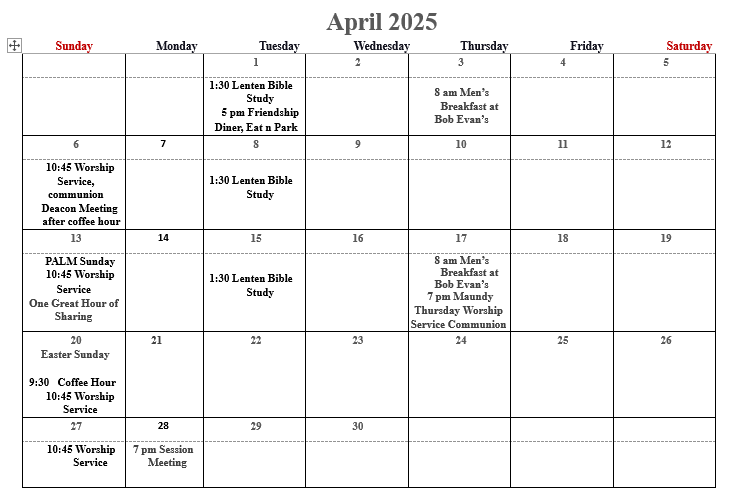 April 2025
Sunday Monday Tuesday Wednesday Thursday Friday Saturday
1 2 3 4 5
1:30 Lenten Bible
Study
5 pm Friendship
Diner, Eat n Park
8 am Men’s
Breakfast at
Bob Evan’s
6 7 8 9 10 11 12
10:45 Worship
Service,
communion
Deacon Meeting
after coffee hour
1:30 Lenten Bible
Study
13 14 15 16 17 18 19
PALM Sunday
10:45 Worship
Service
One Great Hour of
Sharing
1:30 Lenten Bible
Study
8 am Men’s
Breakfast at
Bob Evan’s
7 pm Maundy
Thursday Worship
Service Communion
20 21 22 23 24 25 26
Easter Sunday
9:30 Coffee Hour
10:45 Worship
Service
27 28 29 30
10:45 Worship
Service
7 pm Session
Meeting